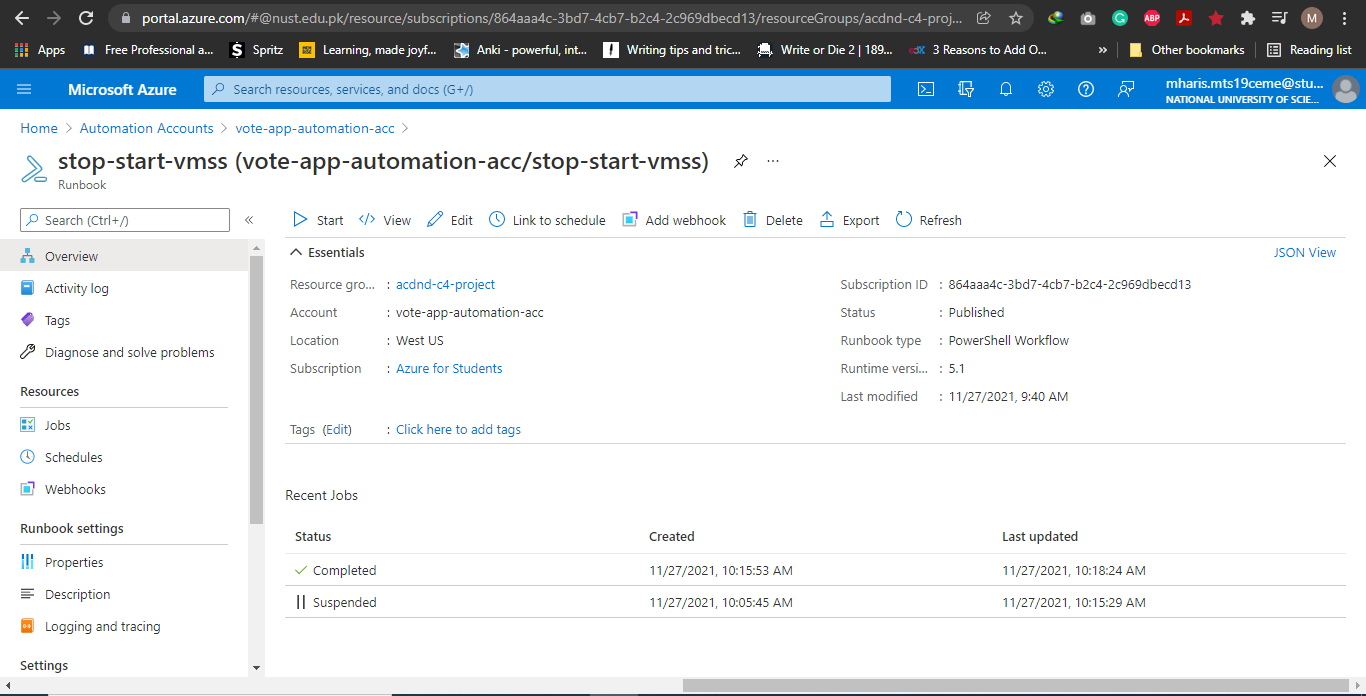 portal.azure.com/#@nust.edu.pk/resource/subscriptions/864aaa4c-3bd7-4cb7-b2c4-2c969dbecd13/resourceGroups/acdnd-c4-proj...
ABP
M
Apps
Free Professional a...
S
Spritz
Learning, made joyf...
Anki - powerful, int...
Writing tips and tric...
Write or Die 2 | 189...
edX
3 Reasons to Add O...
»
Other bookmarks
Reading list
Microsoft Azure
Search resources, services, and docs (G+/)
mharis.mts19ceme@stu...
NATIONAL UNIVERSITY OF SCIE...
Home > Automation Accounts > vote-app-automation-acc >
stop-start-vmss (vote-app-automation-acc/stop-start-vmss)
...
Runbook
Search (Ctrl+/)
«
Start
View
Edit
Link to schedule
Add webhook
Delete
Export
Refresh
Overview
Activity log
Tags
Diagnose and solve problems
Resources
Jobs
Schedules
Webhooks
Runbook settings
Properties
Description
Logging and tracing
Settings
Essentials
JSON View
Resource gro... : acdnd-c4-project
Account : vote-app-automation-acc
Location : West US
Subscription : Azure for Students
Subscription ID : 864aaa4c-3bd7-4cb7-b2c4-2c969dbecd13
Status : Published
Runbook type : PowerShell Workflow
Runtime versi... : 5.1
Last modified : 11/27/2021, 9:40 AM
Tags (Edit) : Click here to add tags
Recent Jobs
Status Created Last updated
Completed 11/27/2021, 10:15:53 AM 11/27/2021, 10:18:24 AM
Suspended 11/27/2021, 10:05:45 AM 11/27/2021, 10:15:29 AM